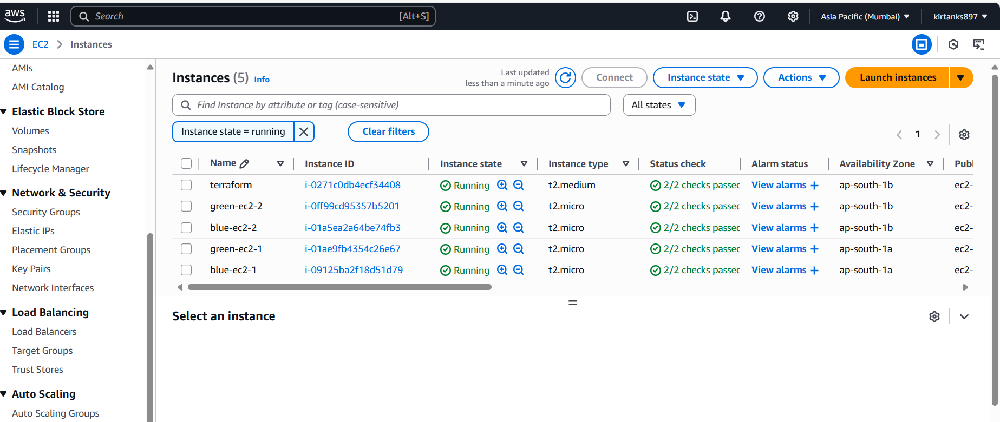 aws
Search [Alt+S] Asia Pacific (Mumbai) kirtanks897
EC2 Instances
AMIs
AMI Catalog
Elastic Block Store
Volumes
Snapshots
Lifecycle Manager
Network & Security
Security Groups
Elastic IPs
Placement Groups
Key Pairs
Network Interfaces
Load Balancing
Load Balancers
Target Groups
Trust Stores
Auto Scaling
Auto Scaling Groups
Instances (5) Info
Last updated
less than a minute ago
Connect Instance state Actions Launch instances
Find Instance by attribute or tag (case-sensitive) All states
Instance state = running Clear filters 1
Name Instance ID Instance state Instance type Status check Alarm status Availability Zone Publ
terraform i-0271c0db4ecf34408 Running t2.medium 2/2 checks passed View alarms ap-south-1b ec2-
green-ec2-2 i-0ff99cd95357b5201 Running t2.micro 2/2 checks passed View alarms ap-south-1b ec2-
blue-ec2-2 i-01a5ea2a64be74fb3 Running t2.micro 2/2 checks passed View alarms ap-south-1b ec2-
green-ec2-1 i-01ae9fb4354c26e67 Running t2.micro 2/2 checks passed View alarms ap-south-1a ec2-
blue-ec2-1 i-09125ba2f18d51d79 Running t2.micro 2/2 checks passed View alarms ap-south-1a ec2-
Select an instance